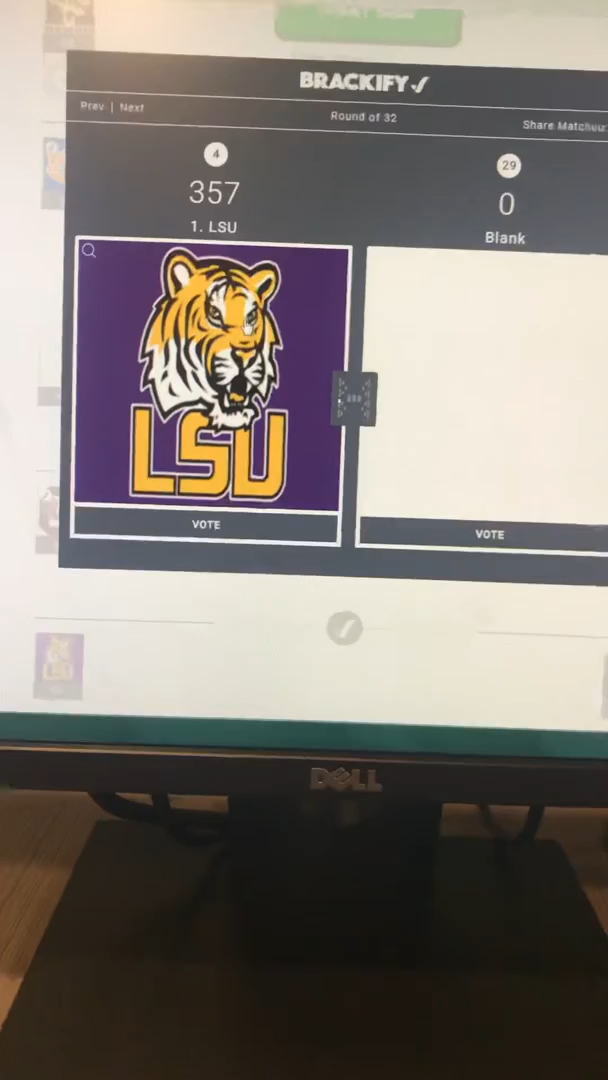 BRACKIFY
Prev | Next
Round of 32
Share Matchup
4
29
357
0
1. LSU
Blank
LSU
VOTE
VOTE
DELL